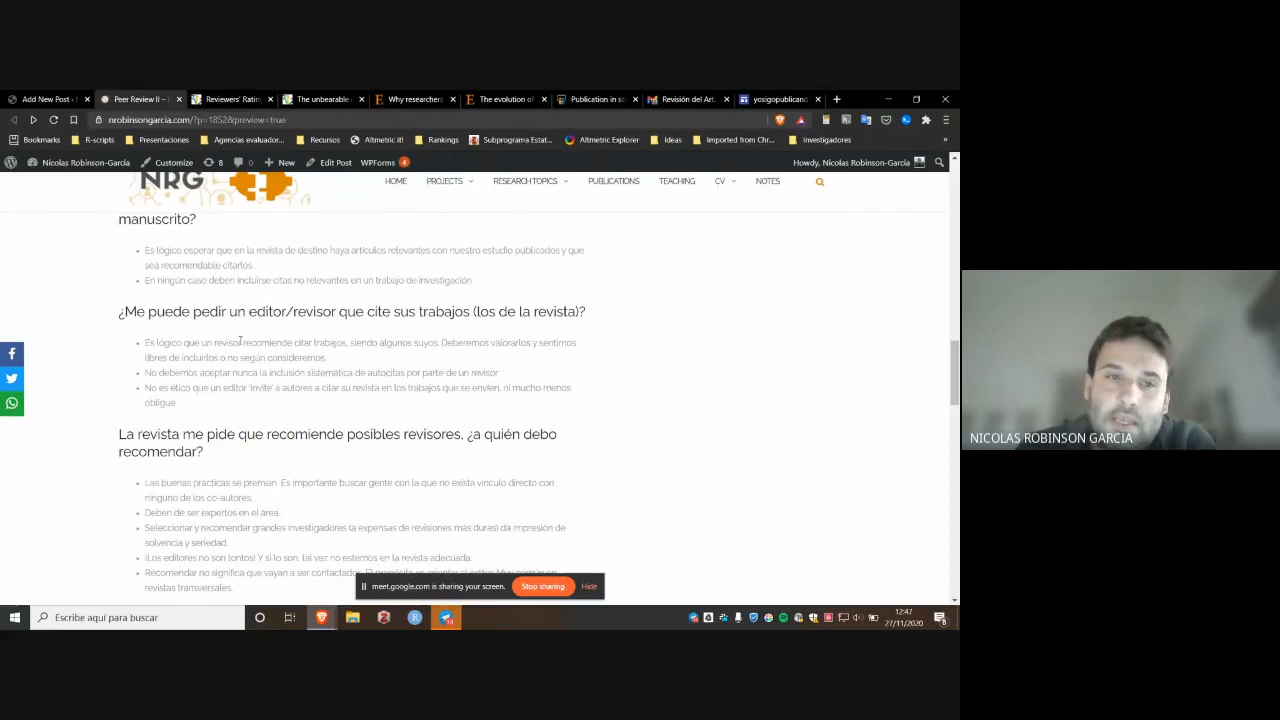 Add New Post -
Peer Review II –
Reviewers' Ratin
The unbearable
Why researchers
The evolution of
Publication in sc
Revisión del Art.
yosigopublicand
nrobinsongarcia.com/?p=1852&preview=true
Bookmarks
R-scripts
Presentaciones
Agencias evaluador...
Recursos
Altmetric it!
Rankings
Subprograma Estat...
Altmetric Explorer
Ideas
Imported from Chr...
Investigadores
Nicolas Robinson-Garcia
Customize
8
0
New
Edit Post
WPForms
4
Howdy, Nicolas Robinson-Garcia
NRG
HOME
PROJECTS
RESEARCH TOPICS
PUBLICATIONS
TEACHING
CV
NOTES
manuscrito?
Es lógico esperar que en la revista de destino haya artículos relevantes con nuestro estudio publicados y que
sea recomendable citarlos.
En ningún caso deben incluirse citas no relevantes en un trabajo de investigación
¿Me puede pedir un editor/revisor que cite sus trabajos (los de la revista)?
Es lógico que un revisor recomiende citar trabajos, siendo algunos suyos. Deberemos valorarlos y sentirnos
libres de incluirlos o no según consideremos
No debemos aceptar nunca la inclusión sistemática de autocitas por parte de un revisor
No es ético que un editor 'invite' a autores a citar su revista en los trabajos que se envíen, ni mucho menos
obligue
La revista me pide que recomiende posibles revisores, ¿a quién debo
recomendar?
Las buenas prácticas se premian. Es importante buscar gente con la que no exista vínculo directo con
ninguno de los co-autores.
Deben de ser expertos en el área.
Seleccionar y recomendar grandes investigadores (a expensas de revisiones más duras) da impresión de
solvencia y seriedad.
¡Los editores no son tontos! Y si lo son, tal vez no estemos en la revista adecuada.
Recomendar no significa que vayan a ser contactados. El propósito es orientar al editor. Muy común en
revistas transversales.
meet.google.com is sharing your screen.
Stop sharing
Hide
Escribe aquí para buscar
14
12:47
27/11/2020
8
NICOLAS ROBINSON GARCIA